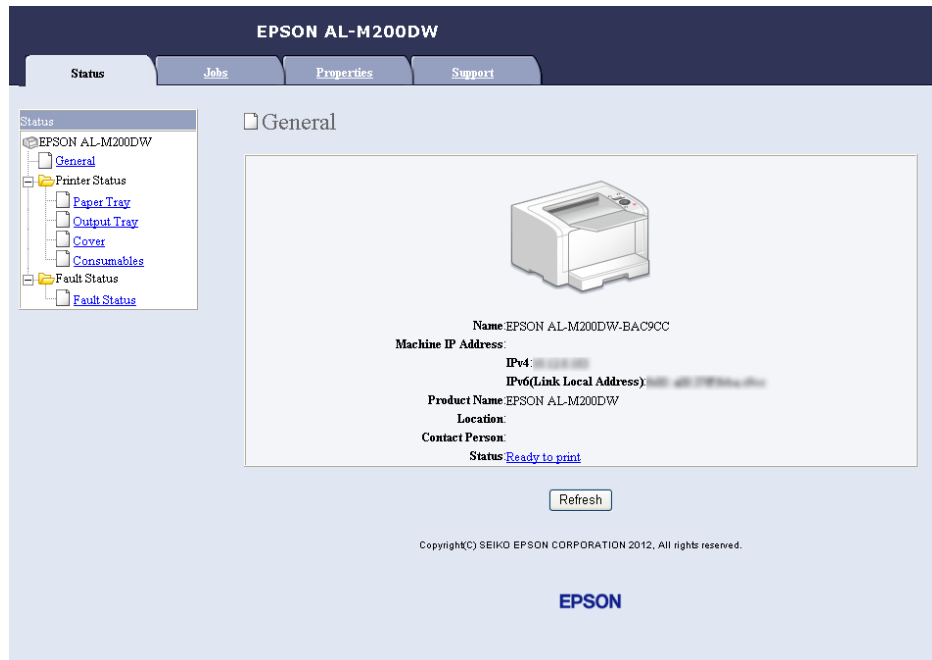 EPSON AL-M200DW
Status Jobs Properties Support
Status
EPSON AL-M200DW
General
Printer Status
Paper Tray
Output Tray
Cover
Consumables
Fault Status
Fault Status
General
Name:EPSON AL-M200DW-BAC9CC
Machine IP Address:
IPv4:
IPv6(Link Local Address):
Product Name:EPSON AL-M200DW
Location:
Contact Person:
Status:Ready to print
Refresh
Copyright(C) SEIKO EPSON CORPORATION 2012, All rights reserved.
EPSON